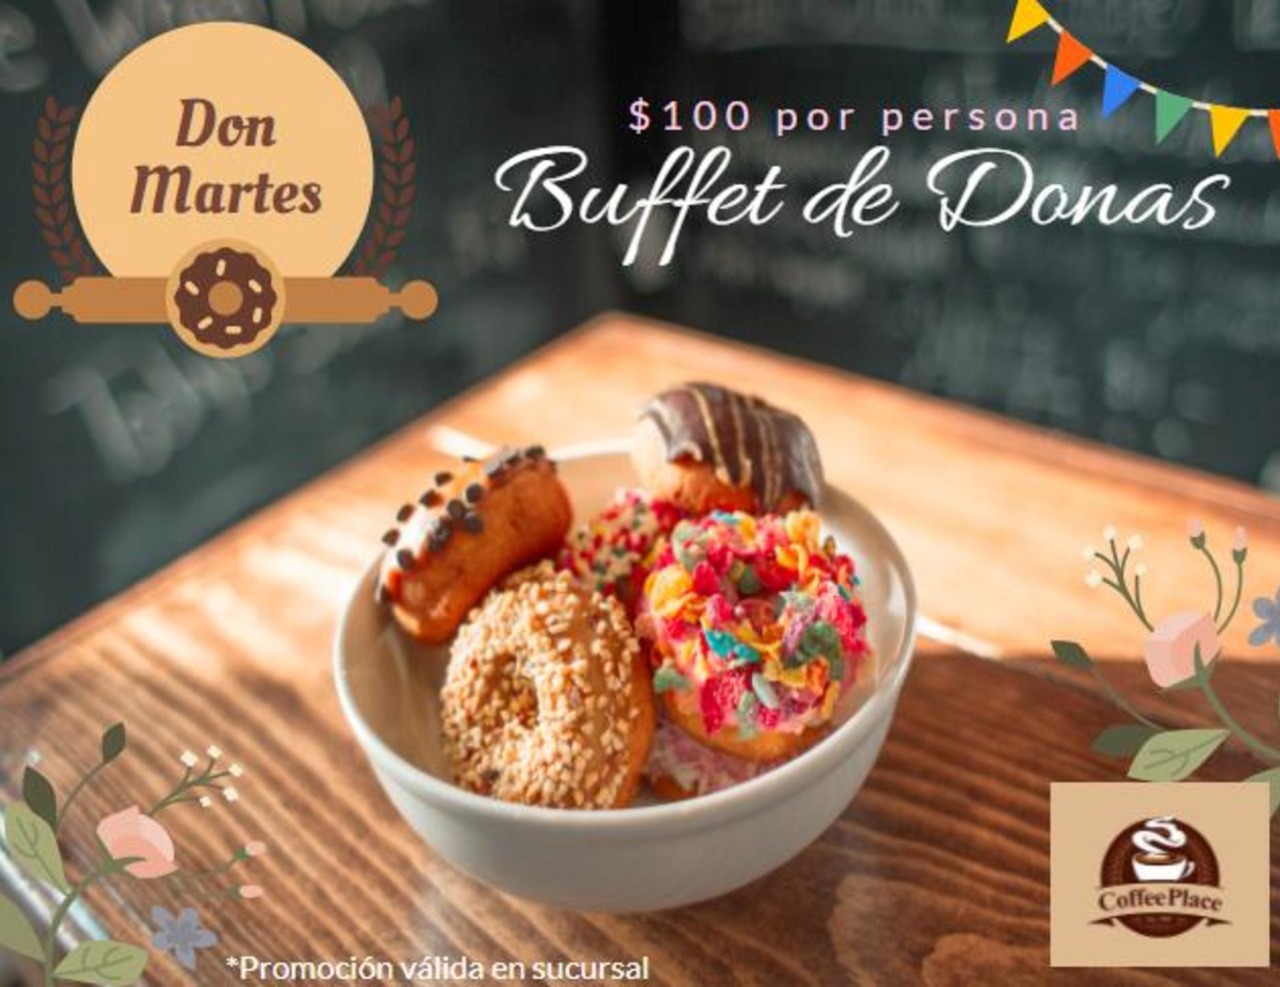 Don
Martes
$100 por persona
Buffet de Donas
CoffeePlace
*Promoción válida en sucursal